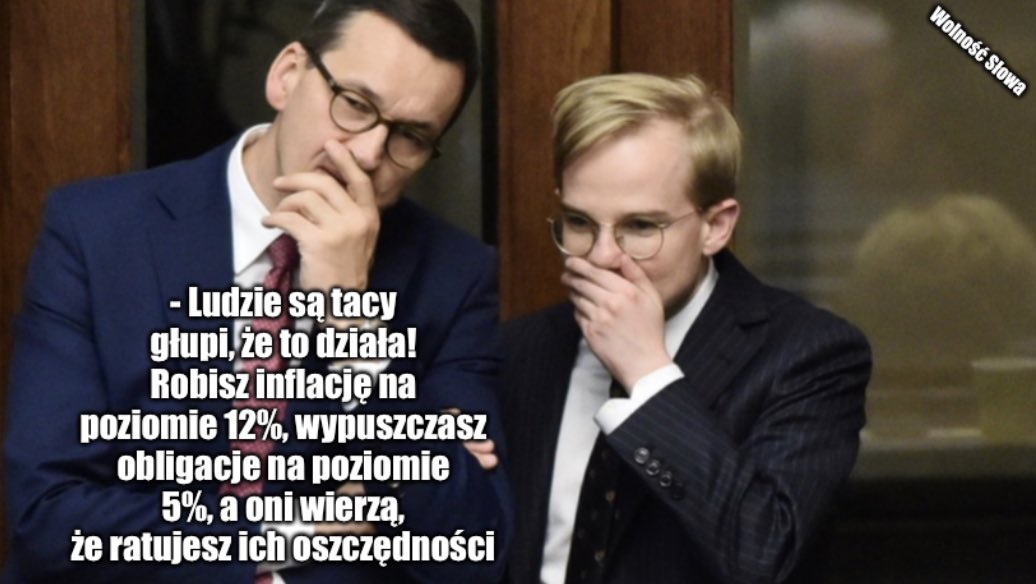 Wolność Słowa
- Ludzie są tacy
głupi, że to działa!
Robisz inflację na
poziomie 12%, wypuszczasz
obligacje na poziomie
5%, a oni wierzą,
że ratujesz ich oszczędności